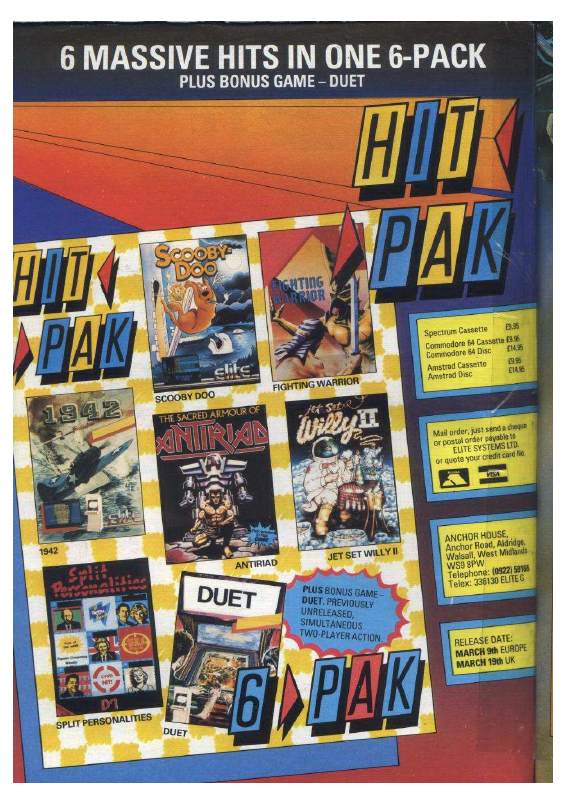 6 MASSIVE HITS IN ONE 6-PACK
PLUS BONUS GAME – DUET
HIT
PAK
HIT
PAK
SCOOBY-
DOO
elite
SCOOBY DOO
FIGHTING
WARRIOR
FIGHTING WARRIOR
1942
1942
THE SACRED ARMOUR OF
ANTIRIAD
ANTIRIAD
Jet Set
Willy II
JET SET WILLY II
Split
Personalities
SPLIT PERSONALITIES
DUET
DUET
PLUS BONUS GAME –
DUET. PREVIOUSLY
UNRELEASED,
SIMULTANEOUS
TWO-PLAYER ACTION.
6 PAK
Spectrum Cassette £9.95
Commodore 64 Cassette £9.95
Commodore 64 Disc £14.95
Amstrad Cassette £9.95
Amstrad Disc £14.95
Mail order, just send a cheque
or postal order payable to
ELITE SYSTEMS LTD.
or quote your credit card No.
VISA
ANCHOR HOUSE,
Anchor Road, Aldridge,
Walsall, West Midlands
WS9 8PW
Telephone: (0922) 59165
Telex: 336130 ELITE G
RELEASE DATE:
MARCH 9th EUROPE
MARCH 19th UK